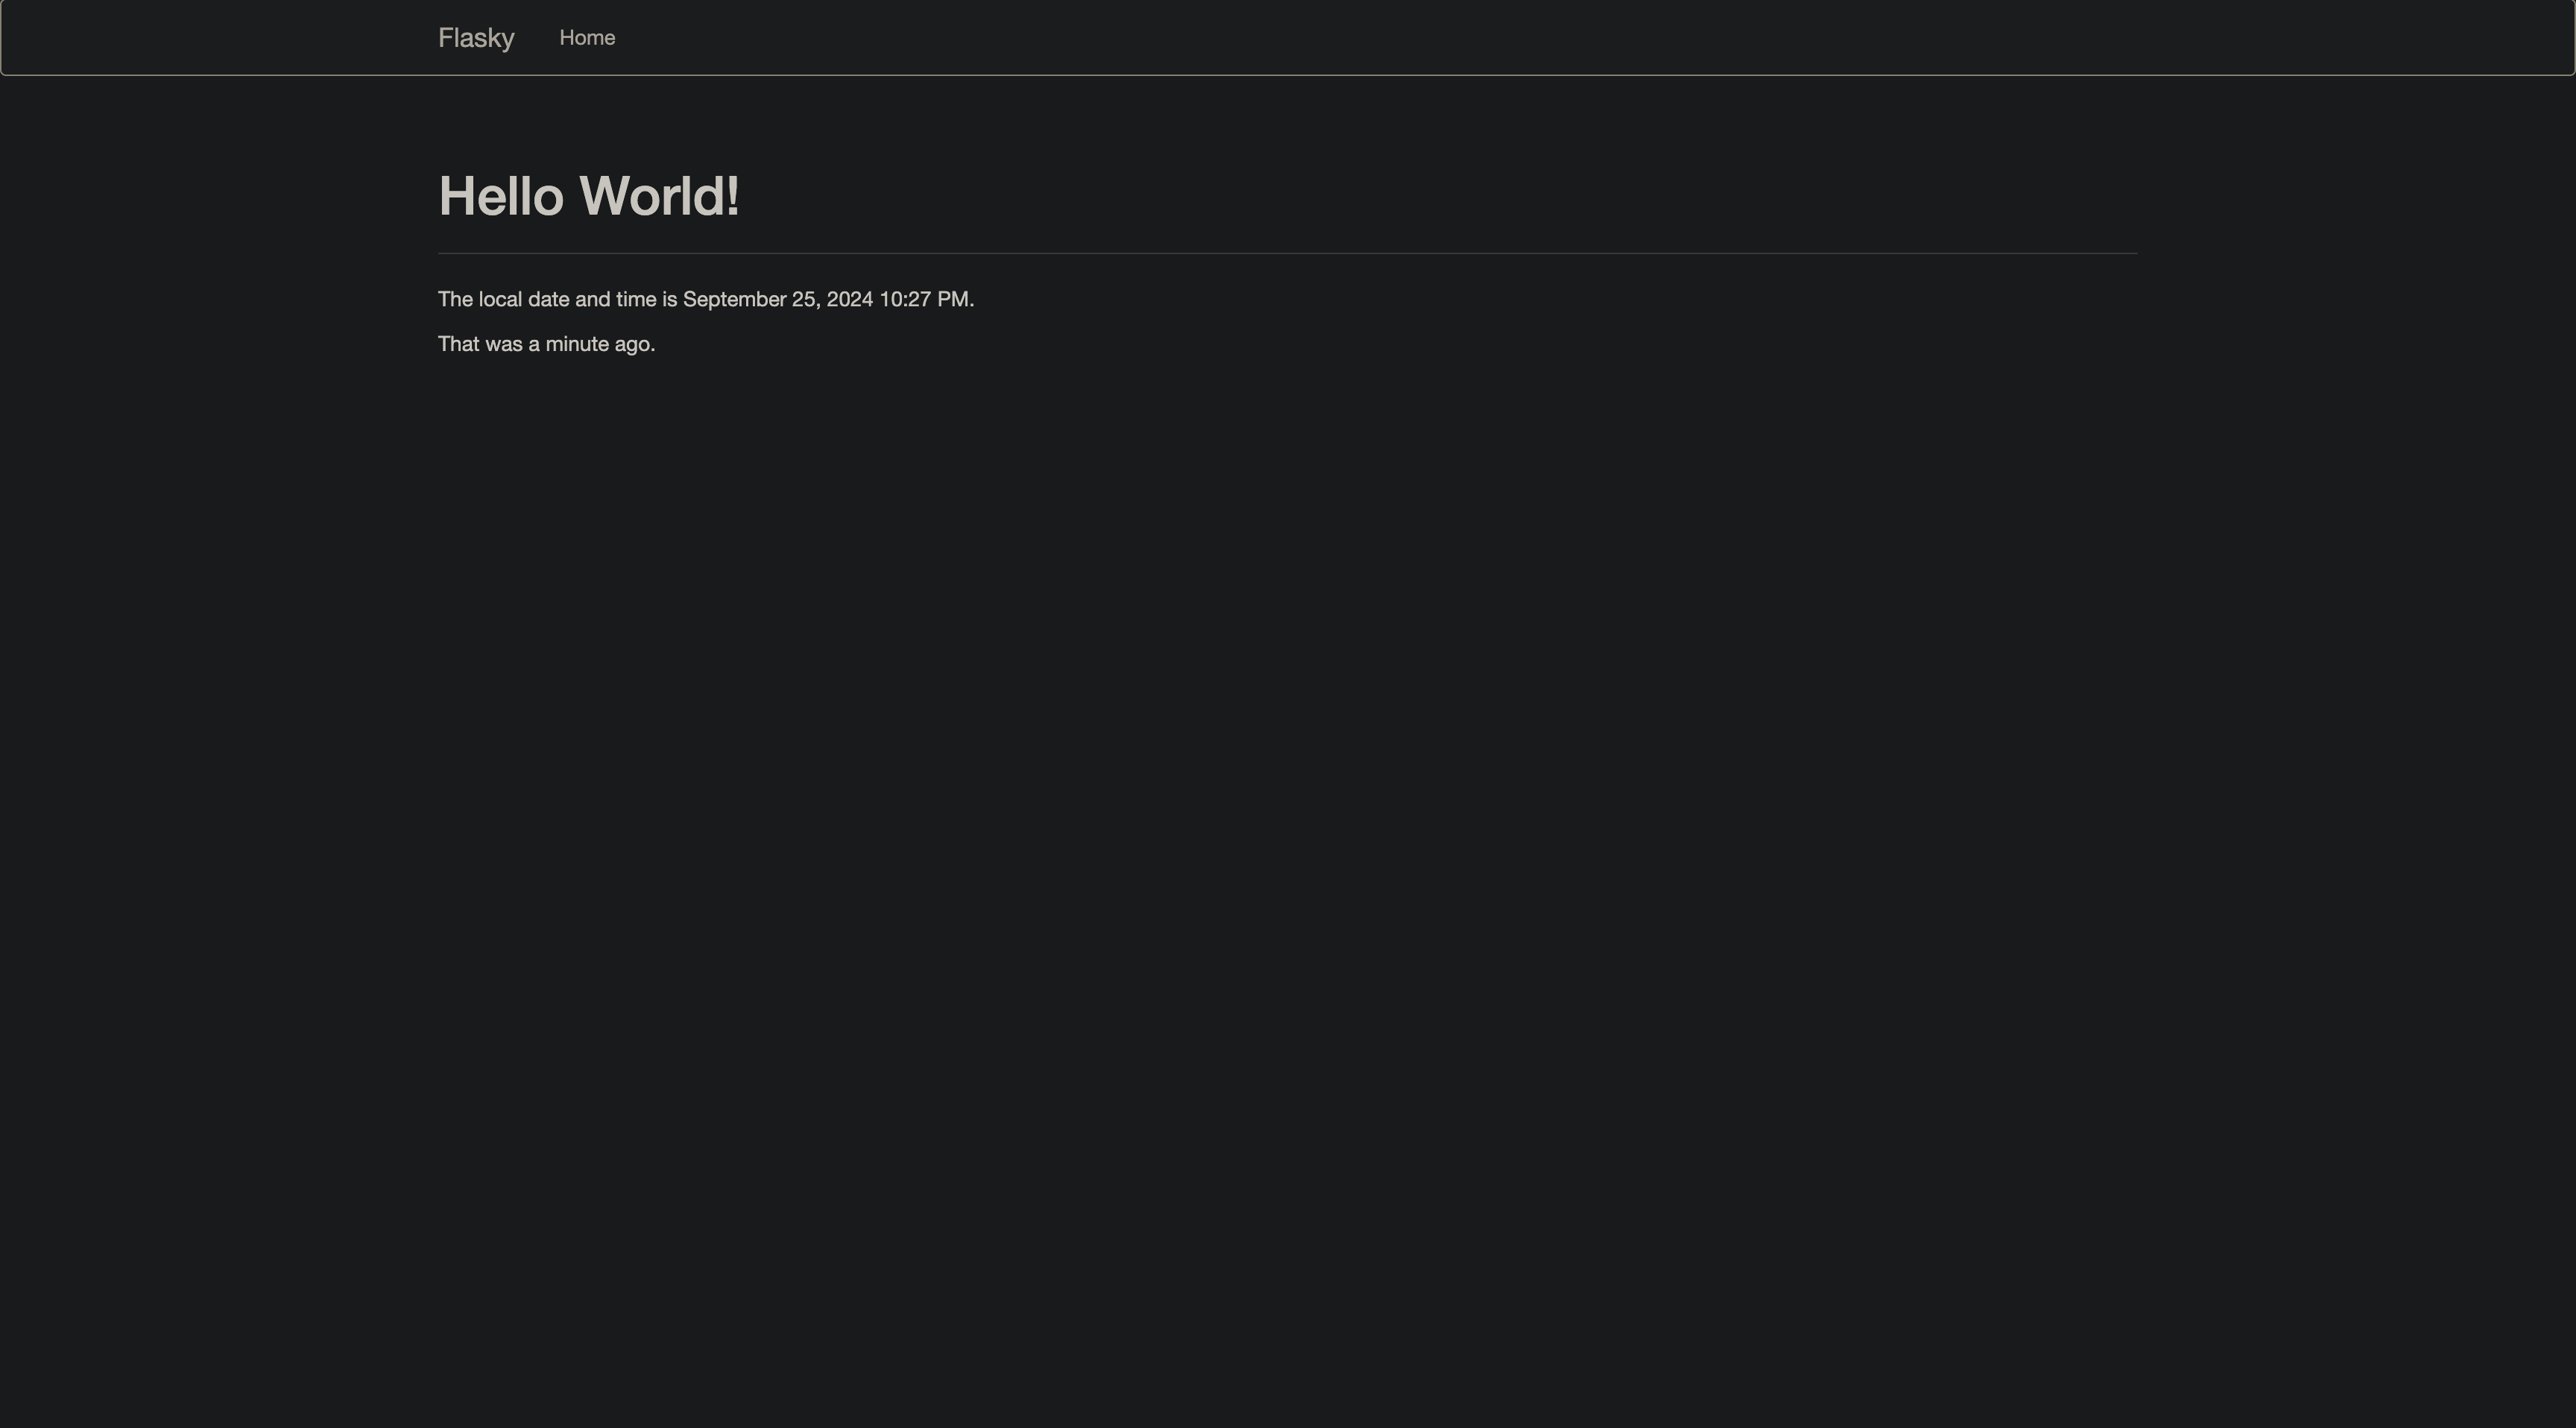 Flasky Home
Hello World!
The local date and time is September 25, 2024 10:27 PM.
That was a minute ago.